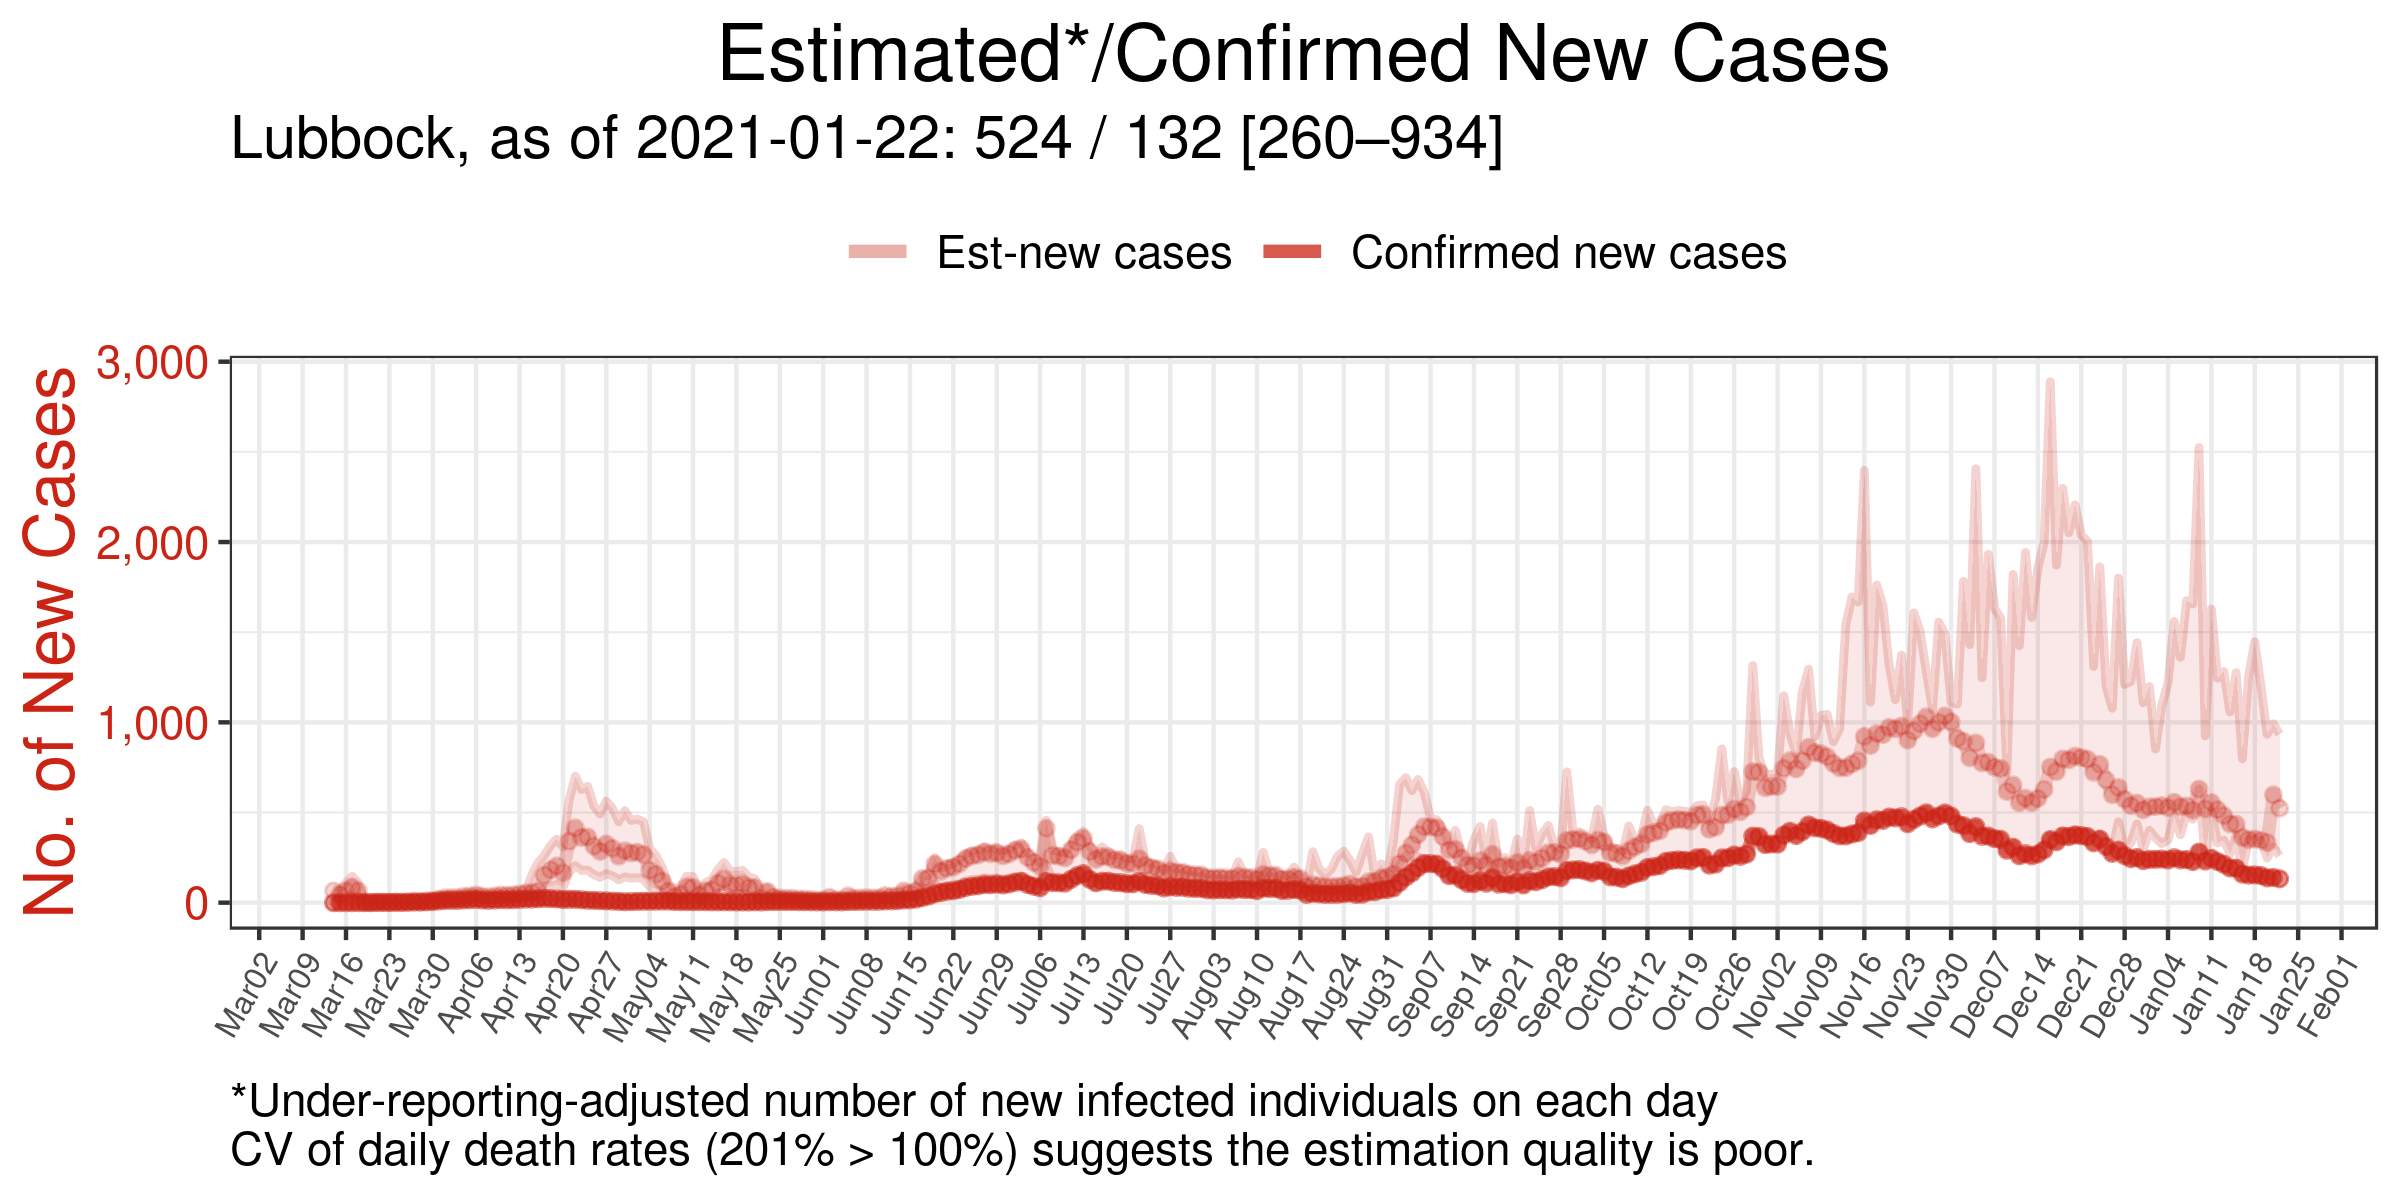 Estimated*/Confirmed New Cases
Lubbock, as of 2021-01-22: 524 / 132 [260–934]
Est-new cases Confirmed new cases
No. of New Cases
3,000
2,000
1,000
0
Mar02 Mar09 Mar16 Mar23 Mar30 Apr06 Apr13 Apr20 Apr27 May04 May11 May18 May25 Jun01 Jun08 Jun15 Jun22 Jun29 Jul06 Jul13 Jul20 Jul27 Aug03 Aug10 Aug17 Aug24 Aug31 Sep07 Sep14 Sep21 Sep28 Oct05 Oct12 Oct19 Oct26 Nov02 Nov09 Nov16 Nov23 Nov30 Dec07 Dec14 Dec21 Dec28 Jan04 Jan11 Jan18 Jan25 Feb01
*Under-reporting-adjusted number of new infected individuals on each day
CV of daily death rates (201% > 100%) suggests the estimation quality is poor.